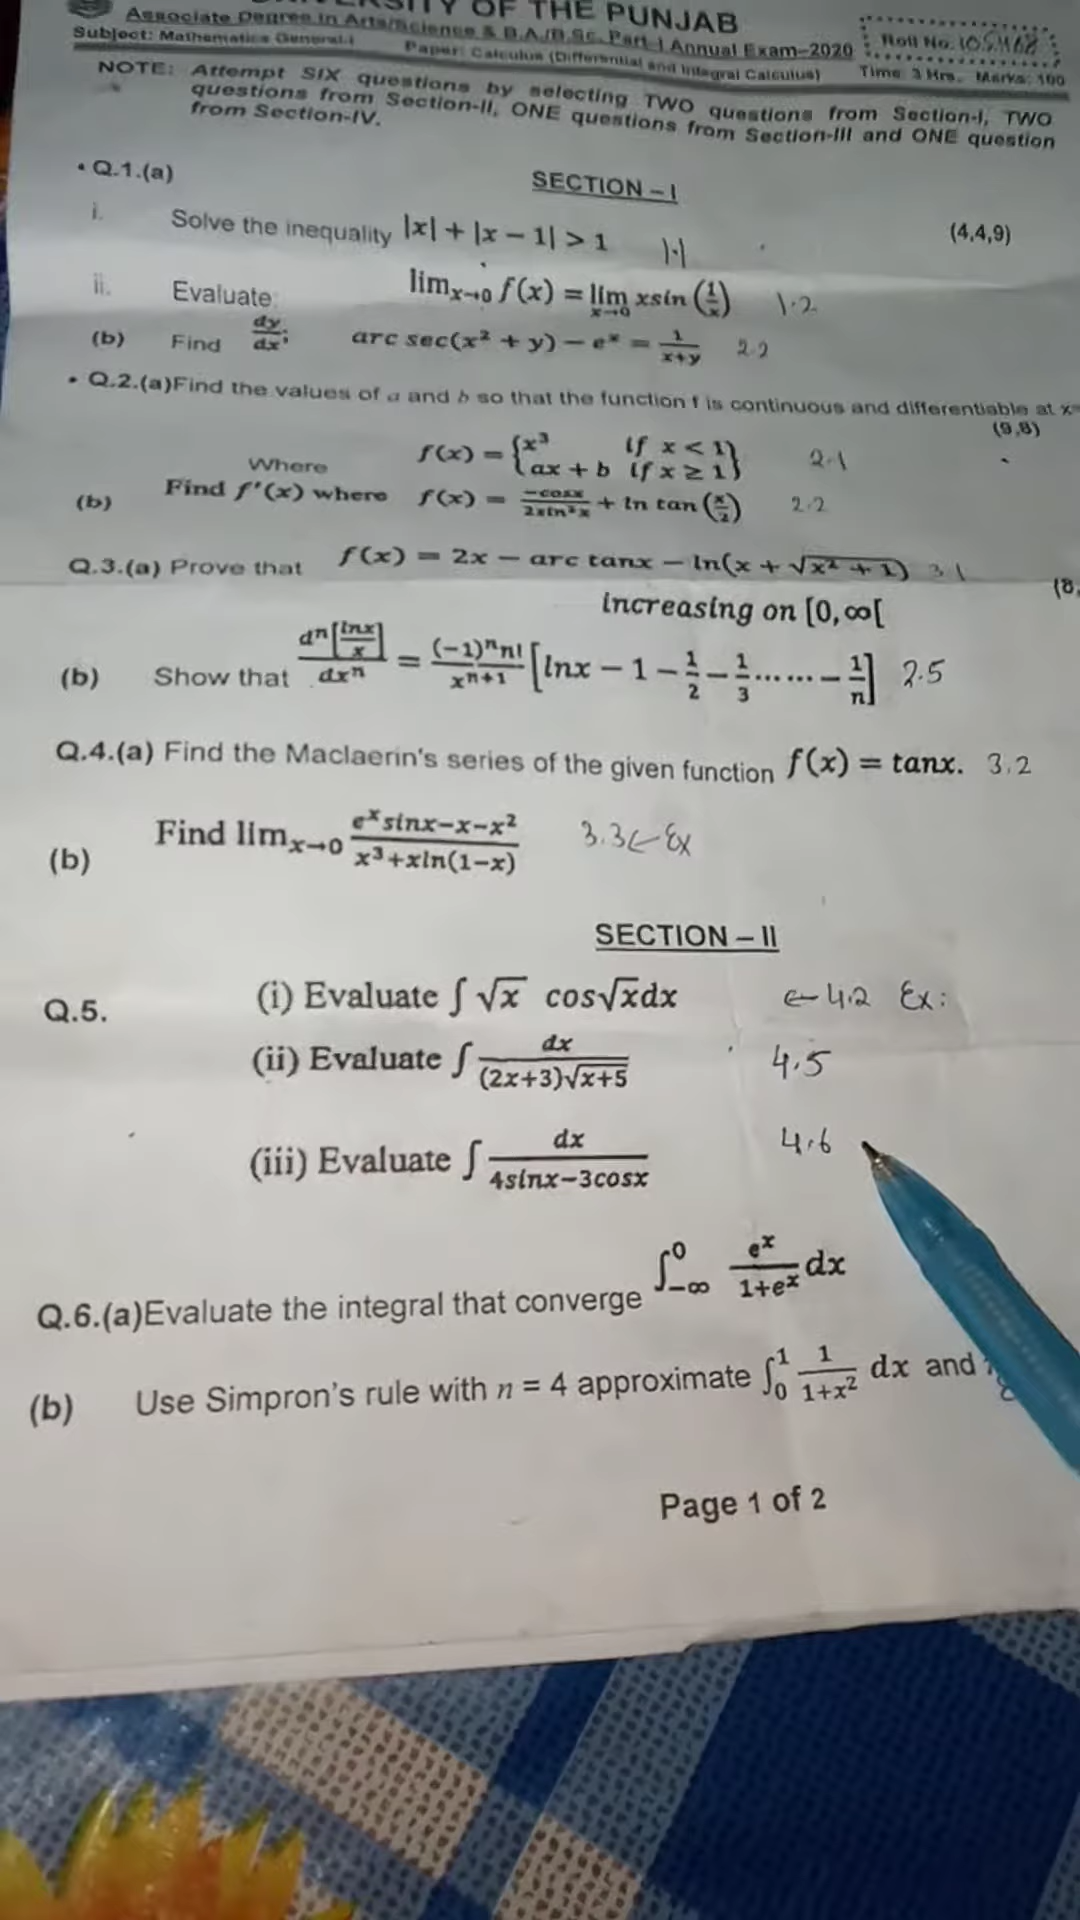 OF THE PUNJAB
Associate Degree in Arts/Science & B.A./B.Sc. Part-I Annual Exam-2020
Roll No.
Subject: Mathematics General-I
Paper: Calculus (Differential and Integral Calculus)
Time: 3 Hrs. Marks: 100
NOTE: Attempt SIX questions by selecting TWO questions from Section-I, TWO
questions from Section-II, ONE questions from Section-III and ONE question
from Section-IV.
SECTION – I
Q.1.(a)
i. Solve the inequality |x| + |x − 1| > 1 1.1 (4,4,9)
ii. Evaluate: lim_{x→0} f(x) = lim_{x→0} xsin (1/x) 1.2
(b) Find dy/dx; arc sec(x² + y) − eˣ = 1/(x+y) 2.2
Q.2.(a)Find the values of a and b so that the function f is continuous and differentiable at x=
(9,8)
Where f(x) = {x³ if x < 1, ax + b if x ≥ 1} 2.1
(b) Find f'(x) where f(x) = −cosx/2sin²x + ln tan (x/2) 2.2
Q.3.(a) Prove that f(x) = 2x − arc tanx − ln(x + √(x² + 1)) 3.1 (8,
increasing on [0, ∞[
(b) Show that dⁿ[lnx/x]/dxⁿ = (−1)ⁿn!/xⁿ⁺¹ [lnx − 1 − 1/2 − 1/3 ...... − 1/n] 2.5
Q.4.(a) Find the Maclaerin's series of the given function f(x) = tanx. 3.2
(b) Find lim_{x→0} (eˣsinx−x−x²)/(x³+xln(1−x)) 3.3 ← Ex
SECTION – II
Q.5. (i) Evaluate ∫ √x cos√x dx ← 4.2 Ex:
(ii) Evaluate ∫ dx/((2x+3)√(x+5)) 4.5
(iii) Evaluate ∫ dx/(4sinx−3cosx) 4.6
Q.6.(a)Evaluate the integral that converge ∫_{−∞}^{0} eˣ/(1+eˣ) dx
(b) Use Simpron's rule with n = 4 approximate ∫_{0}^{1} 1/(1+x²) dx and
Page 1 of 2